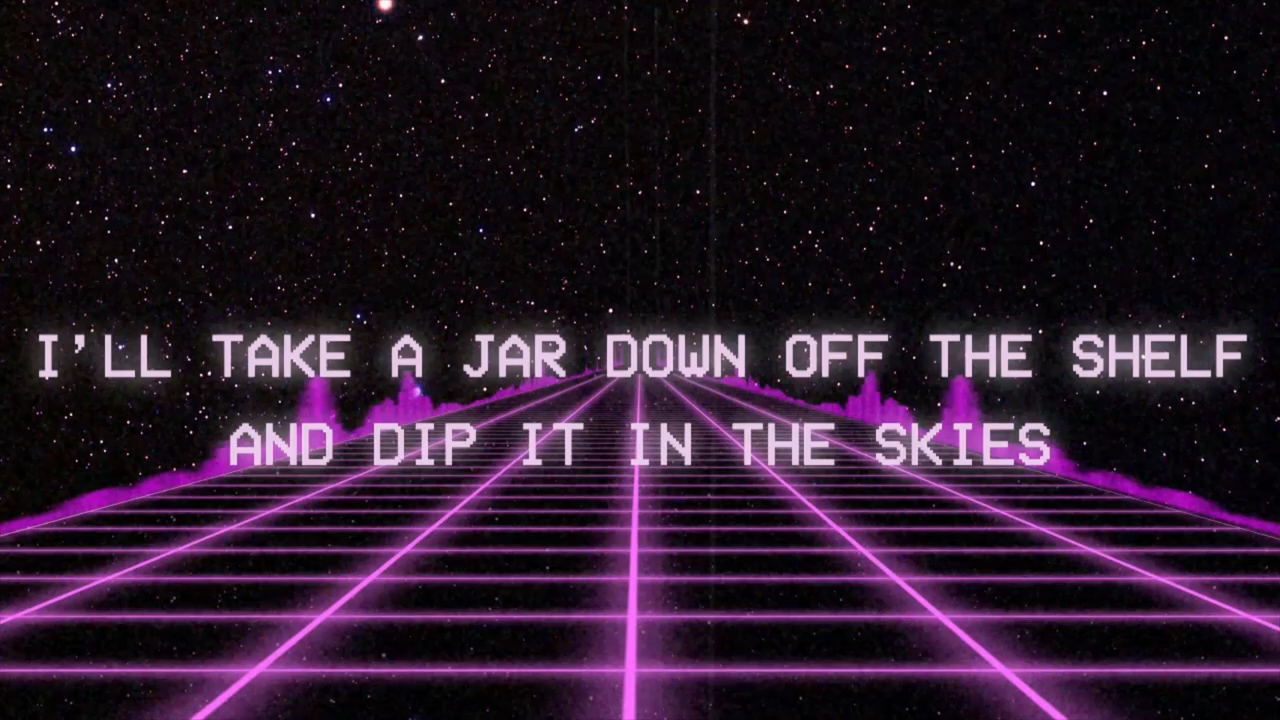 I'LL TAKE A JAR DOWN OFF THE SHELF
AND DIP IT IN THE SKIES